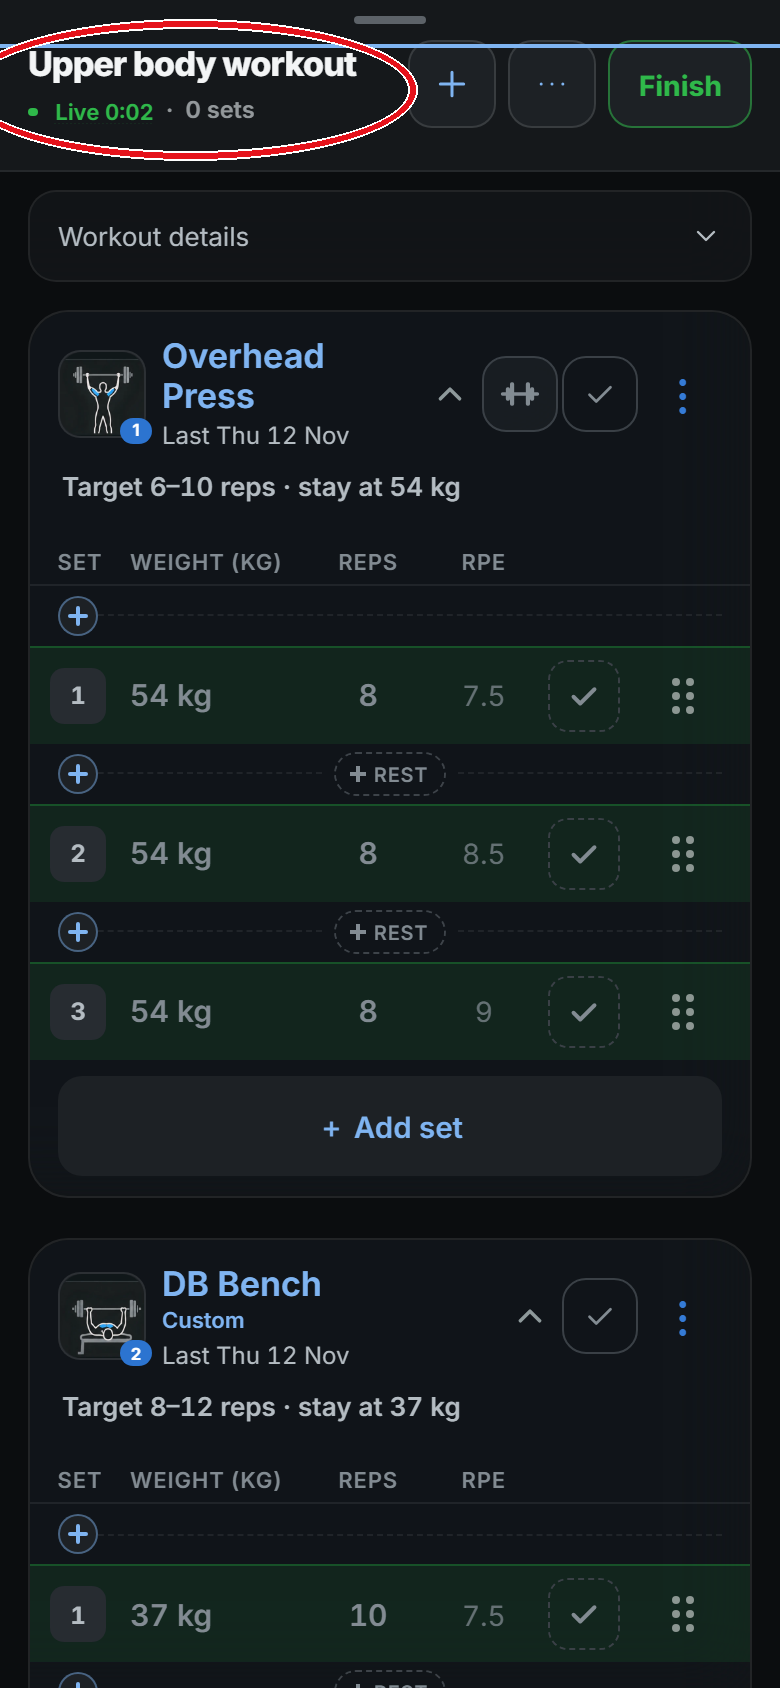 Upper body workout
Live 0:02 · 0 sets
+
...
Finish
Workout details
Overhead
Press
1
Last Thu 12 Nov
Target 6–10 reps · stay at 54 kg
SET WEIGHT (KG) REPS RPE
+
1 54 kg 8 7.5
+ + REST
2 54 kg 8 8.5
+ + REST
3 54 kg 8 9
+ Add set
DB Bench
Custom
2
Last Thu 12 Nov
Target 8–12 reps · stay at 37 kg
SET WEIGHT (KG) REPS RPE
+
1 37 kg 10 7.5
+ + REST